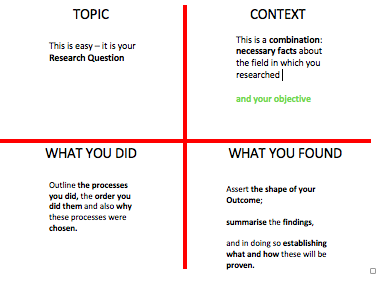 TOPIC
This is easy – it is your
Research Question
CONTEXT
This is a combination:
necessary facts about
the field in which you
researched
and your objective
WHAT YOU DID
Outline the processes
you did, the order you
did them and also why
these processes were
chosen.
WHAT YOU FOUND
Assert the shape of your
Outcome;
summarise the findings,
and in doing so establishing
what and how these will be
proven.